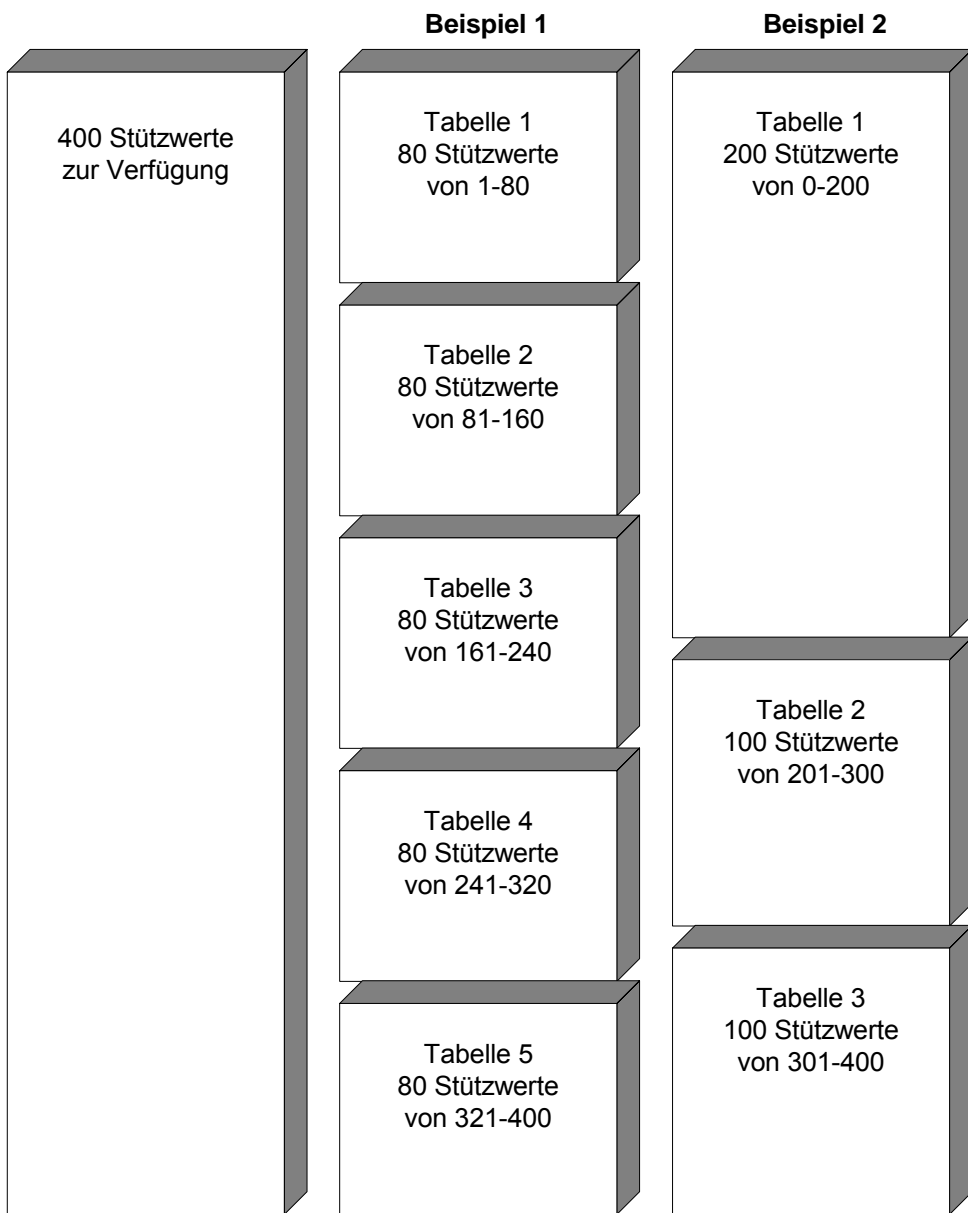 Beispiel 1
Beispiel 2
400 Stützwerte
zur Verfügung
Tabelle 1
80 Stützwerte
von 1-80
Tabelle 2
80 Stützwerte
von 81-160
Tabelle 3
80 Stützwerte
von 161-240
Tabelle 4
80 Stützwerte
von 241-320
Tabelle 5
80 Stützwerte
von 321-400
Tabelle 1
200 Stützwerte
von 0-200
Tabelle 2
100 Stützwerte
von 201-300
Tabelle 3
100 Stützwerte
von 301-400